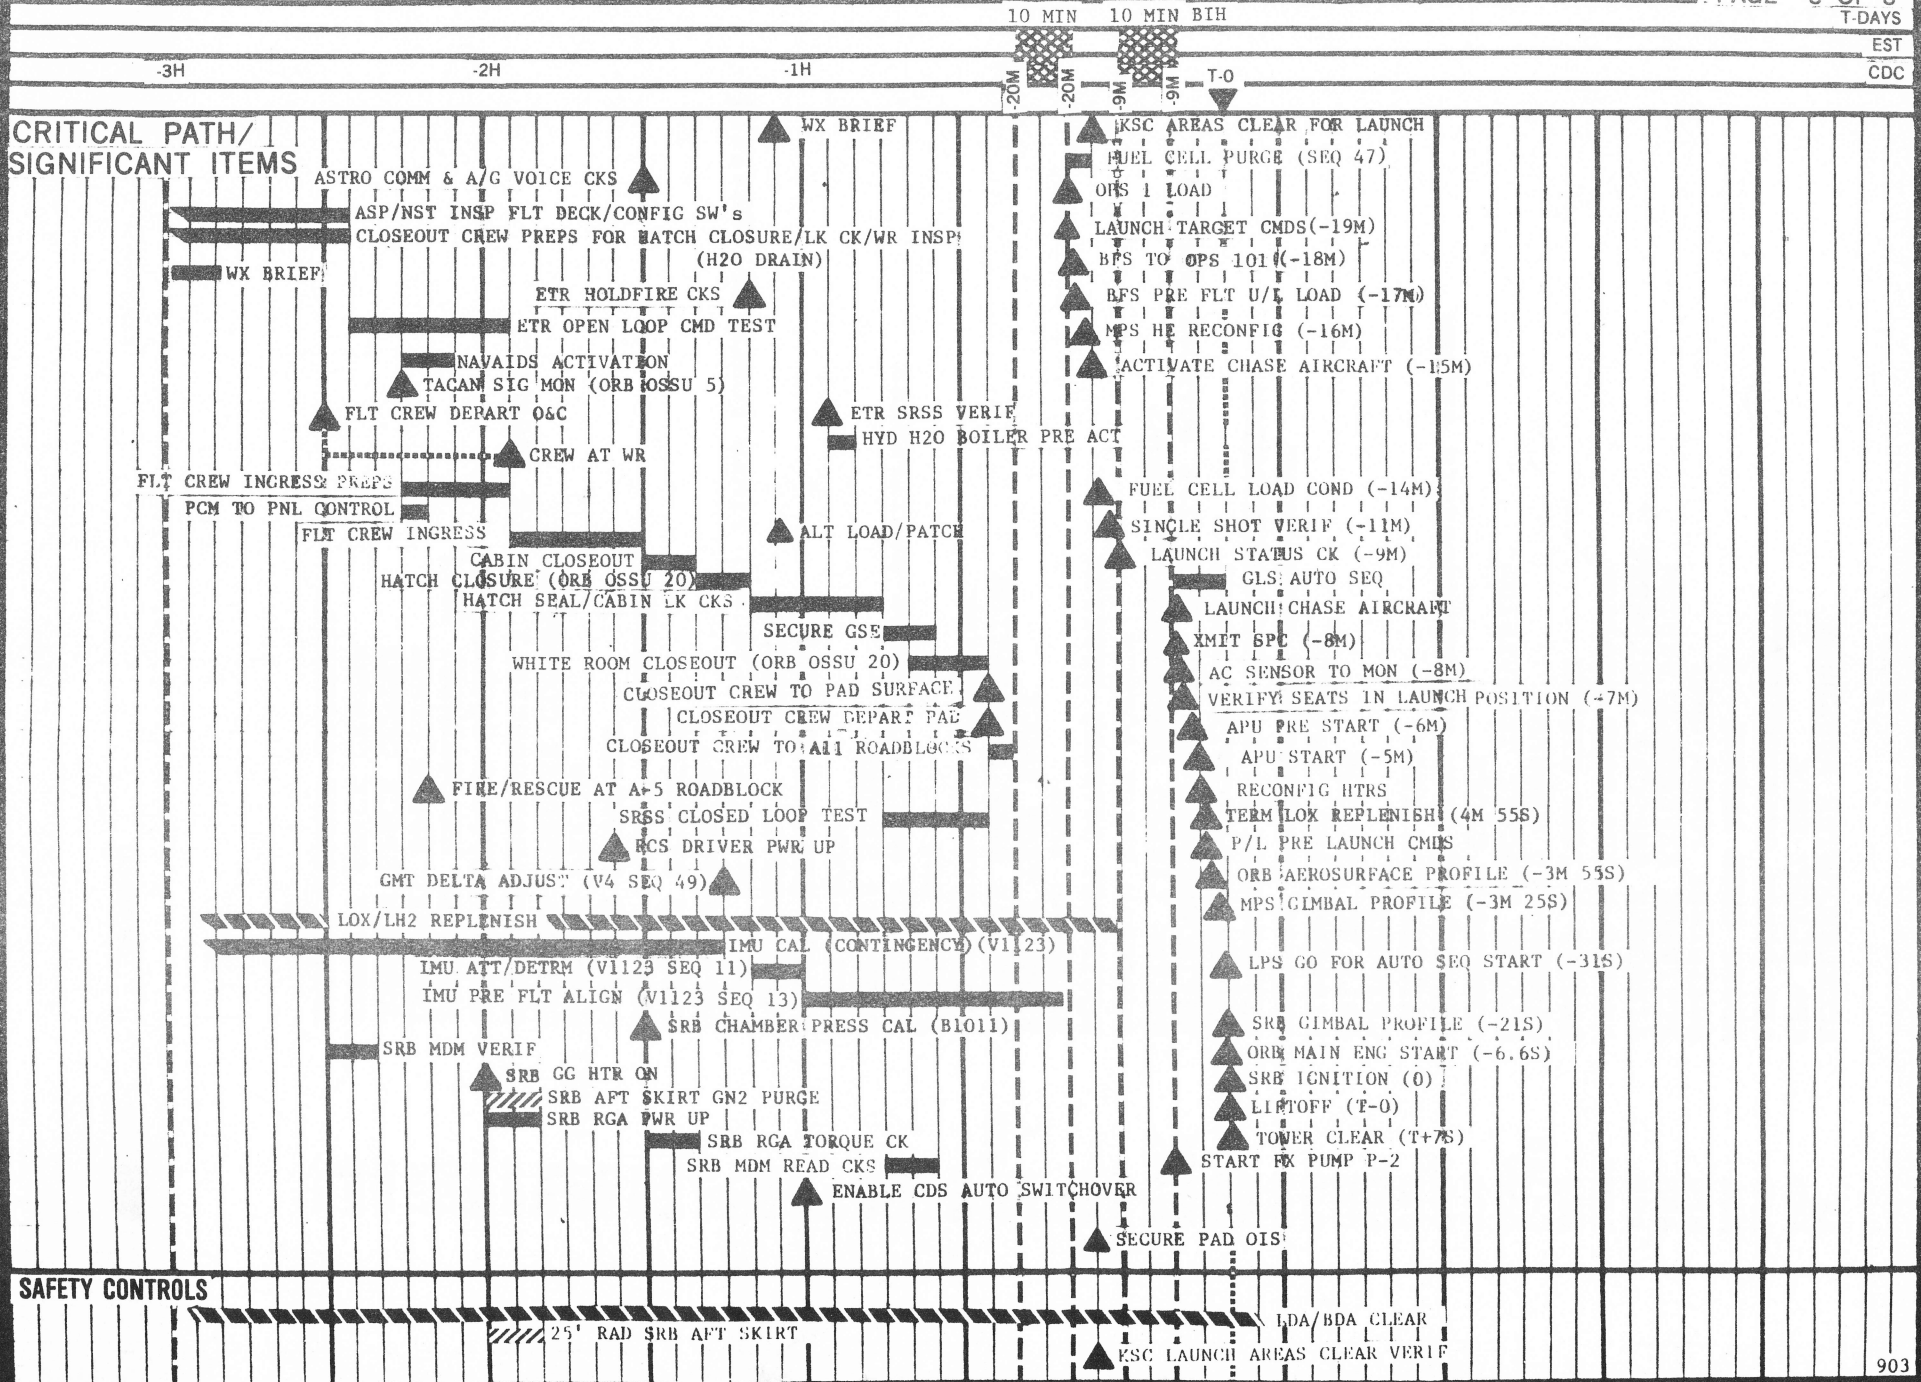 PAGE
10 MIN 10 MIN BIH
T-DAYS
EST
-3H -2H -1H -20M -20M -9M -9M T-0 CDC
CRITICAL PATH/
SIGNIFICANT ITEMS
WX BRIEF
KSC AREAS CLEAR FOR LAUNCH
FUEL CELL PURGE (SEQ 47)
ASTRO COMM & A/G VOICE CKS
OPS 1 LOAD
ASP/NST INSP FLT DECK/CONFIG SW's
LAUNCH TARGET CMDS(-19M)
CLOSEOUT CREW PREPS FOR HATCH CLOSURE/LK CK/WR INSP
(H2O DRAIN)
BFS TO OPS 101 (-18M)
WX BRIEF
ETR HOLDFIRE CKS
BFS PRE FLT U/L LOAD (-17M)
ETR OPEN LOOP CMD TEST
MPS HE RECONFIG (-16M)
NAVAIDS ACTIVATION
ACTIVATE CHASE AIRCRAFT (-15M)
TACAN SIG MON (ORB OSSU 5)
FLT CREW DEPART O&C
ETR SRSS VERIF
HYD H2O BOILER PRE ACT
CREW AT WR
FLT CREW INGRESS PREPS
FUEL CELL LOAD COND (-14M)
PCM TO PNL CONTROL
SINGLE SHOT VERIF (-11M)
FLT CREW INGRESS
ALT LOAD/PATCH
LAUNCH STATUS CK (-9M)
CABIN CLOSEOUT
HATCH CLOSURE (ORB OSSU 20)
GLS AUTO SEQ
HATCH SEAL/CABIN LK CKS
LAUNCH CHASE AIRCRAFT
SECURE GSE
XMIT SPC (-8M)
WHITE ROOM CLOSEOUT (ORB OSSU 20)
AC SENSOR TO MON (-8M)
CLOSEOUT CREW TO PAD SURFACE
VERIFY SEATS IN LAUNCH POSITION (-7M)
CLOSEOUT CREW DEPART PAD
APU PRE START (-6M)
CLOSEOUT CREW TO A11 ROADBLOCKS
APU START (-5M)
FIRE/RESCUE AT A-5 ROADBLOCK
RECONFIG HTRS
SRSS CLOSED LOOP TEST
TERM LOX REPLENISH (4M 55S)
RCS DRIVER PWR UP
P/L PRE LAUNCH CMDS
GMT DELTA ADJUST (V4 SEQ 49)
ORB AEROSURFACE PROFILE (-3M 55S)
MPS GIMBAL PROFILE (-3M 25S)
LOX/LH2 REPLENISH
IMU CAL (CONTINGENCY)(V1123)
IMU ATT/DETRM (V1123 SEQ 11)
LPS GO FOR AUTO SEQ START (-31S)
IMU PRE FLT ALIGN (V1123 SEQ 13)
SRB CHAMBER PRESS CAL (B1011)
SRB GIMBAL PROFILE (-21S)
SRB MDM VERIF
ORB MAIN ENG START (-6.6S)
SRB GG HTR ON
SRB IGNITION (0)
SRB AFT SKIRT GN2 PURGE
LIFTOFF (T-0)
SRB RGA PWR UP
SRB RGA TORQUE CK
TOWER CLEAR (T+7S)
SRB MDM READ CKS
START FX PUMP P-2
ENABLE CDS AUTO SWITCHOVER
SECURE PAD OIS
SAFETY CONTROLS
LDA/BDA CLEAR
25' RAD SRB AFT SKIRT
KSC LAUNCH AREAS CLEAR VERIF
903